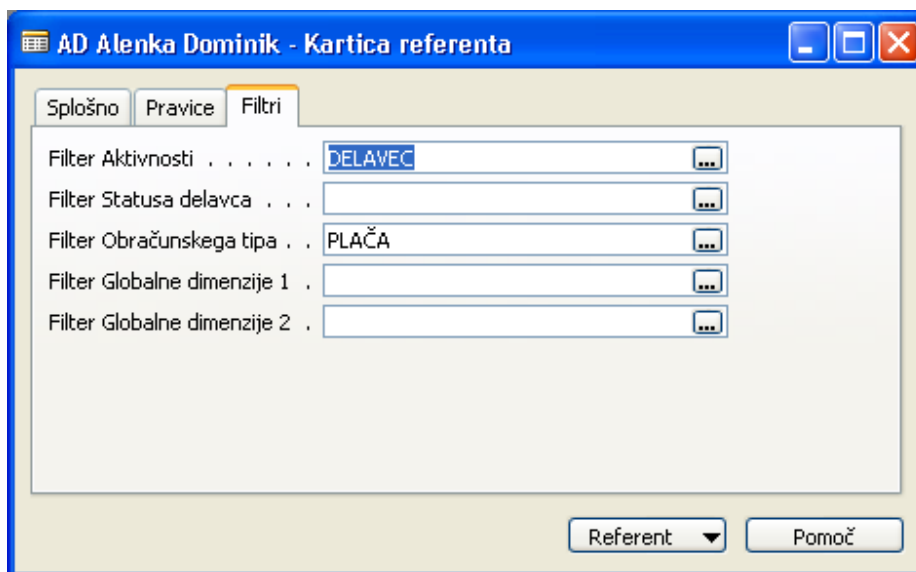 AD Alenka Dominik - Kartica referenta
Splošno Pravice Filtri
Filter Aktivnosti . . . . . . DELAVEC ...
Filter Statusa delavca . . . ...
Filter Obračunskega tipa . . PLAČA ...
Filter Globalne dimenzije 1 . ...
Filter Globalne dimenzije 2 . ...
Referent Pomoč